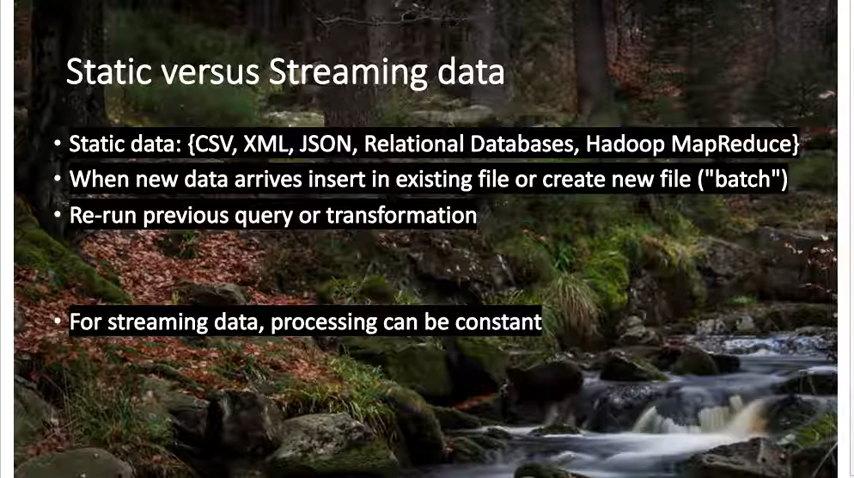 Static versus Streaming data
• Static data: {CSV, XML, JSON, Relational Databases, Hadoop MapReduce}
• When new data arrives insert in existing file or create new file ("batch")
• Re-run previous query or transformation
• For streaming data, processing can be constant